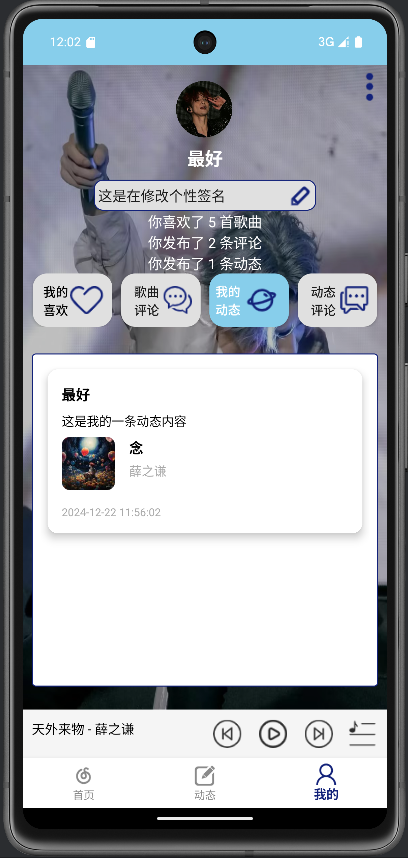 12:02
3G
最好
这是在修改个性签名
你喜欢了 5 首歌曲
你发布了 2 条评论
你发布了 1 条动态
我的
喜欢
歌曲
评论
我的
动态
动态
评论
最好
这是我的一条动态内容
念
薛之谦
2024-12-22 11:56:02
天外来物 - 薛之谦
首页
动态
我的